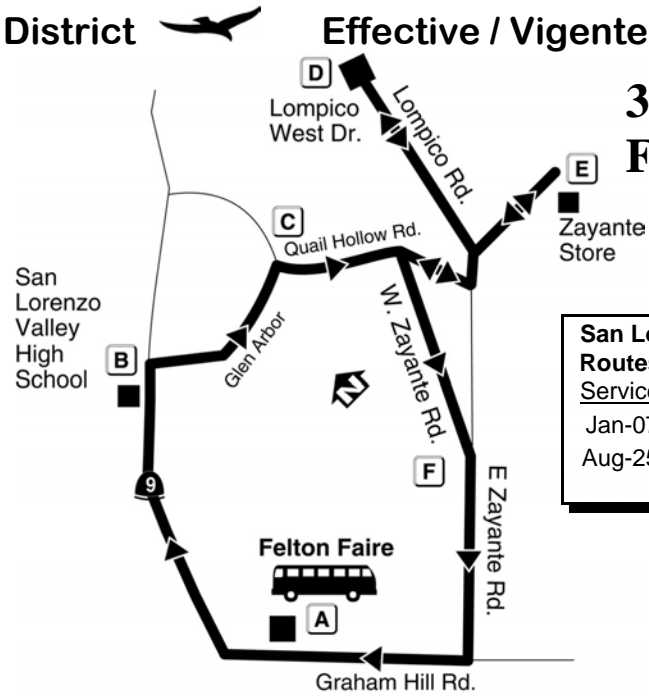 District Effective / Vigente
3
F
D
Lompico
West Dr.
Lompico Rd.
E
Zayante
Store
C
Quail Hollow Rd.
San
Lorenzo
Valley
High
School
B
Glen Arbor
W. Zayante Rd.
N
San Lo
Routes
Service
Jan-07
Aug-25
F
9
E Zayante Rd.
Felton Faire
A
Graham Hill Rd.